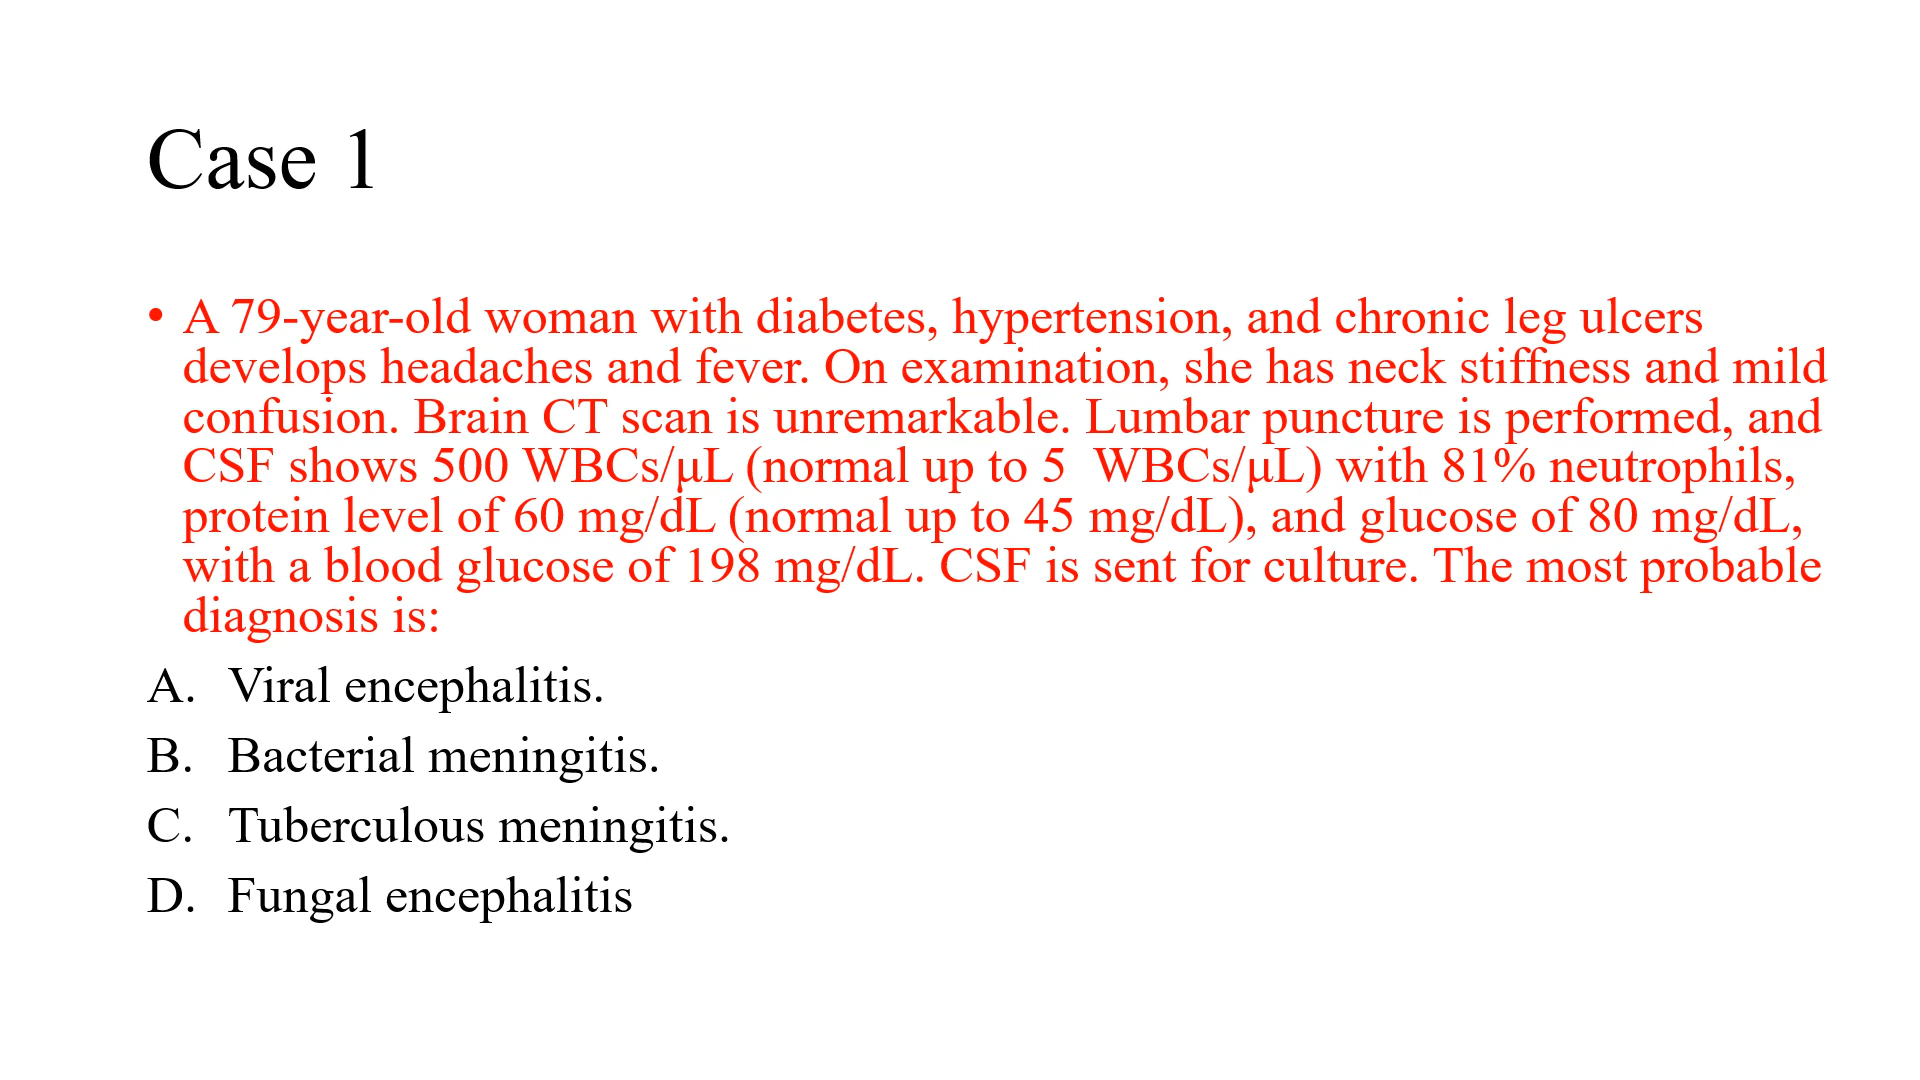 Case 1
• A 79-year-old woman with diabetes, hypertension, and chronic leg ulcers
develops headaches and fever. On examination, she has neck stiffness and mild
confusion. Brain CT scan is unremarkable. Lumbar puncture is performed, and
CSF shows 500 WBCs/μL (normal up to 5  WBCs/μL) with 81% neutrophils,
protein level of 60 mg/dL (normal up to 45 mg/dL), and glucose of 80 mg/dL,
with a blood glucose of 198 mg/dL. CSF is sent for culture. The most probable
diagnosis is:
A. Viral encephalitis.
B. Bacterial meningitis.
C. Tuberculous meningitis.
D. Fungal encephalitis